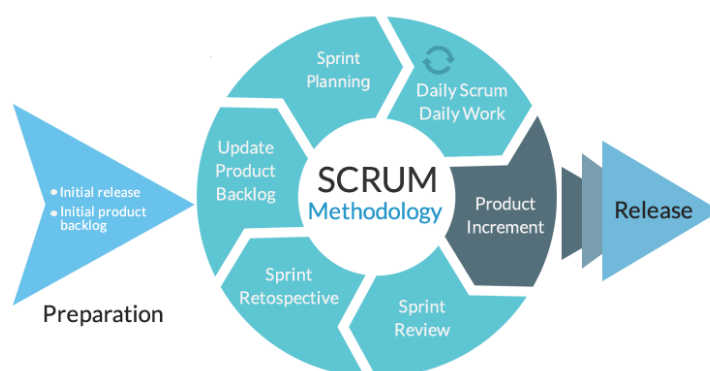 Initial release
Initial product
backlog
Preparation
Update
Product
Backlog
Sprint
Planning
Daily Scrum
Daily Work
Product
Increment
Sprint
Review
Sprint
Retospective
SCRUM
Methodology
Release